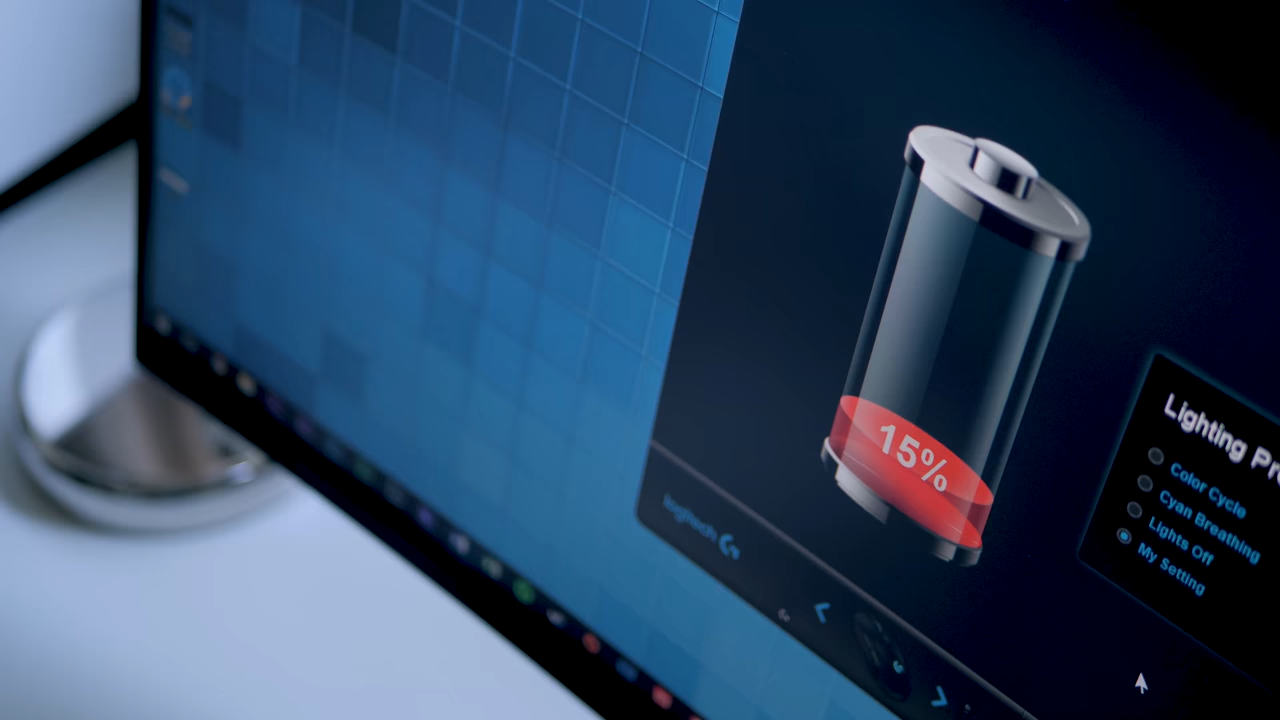 15%
Lighting Pr
Color Cycle
Cyan Breathing
Lights Off
My Setting
logitech G